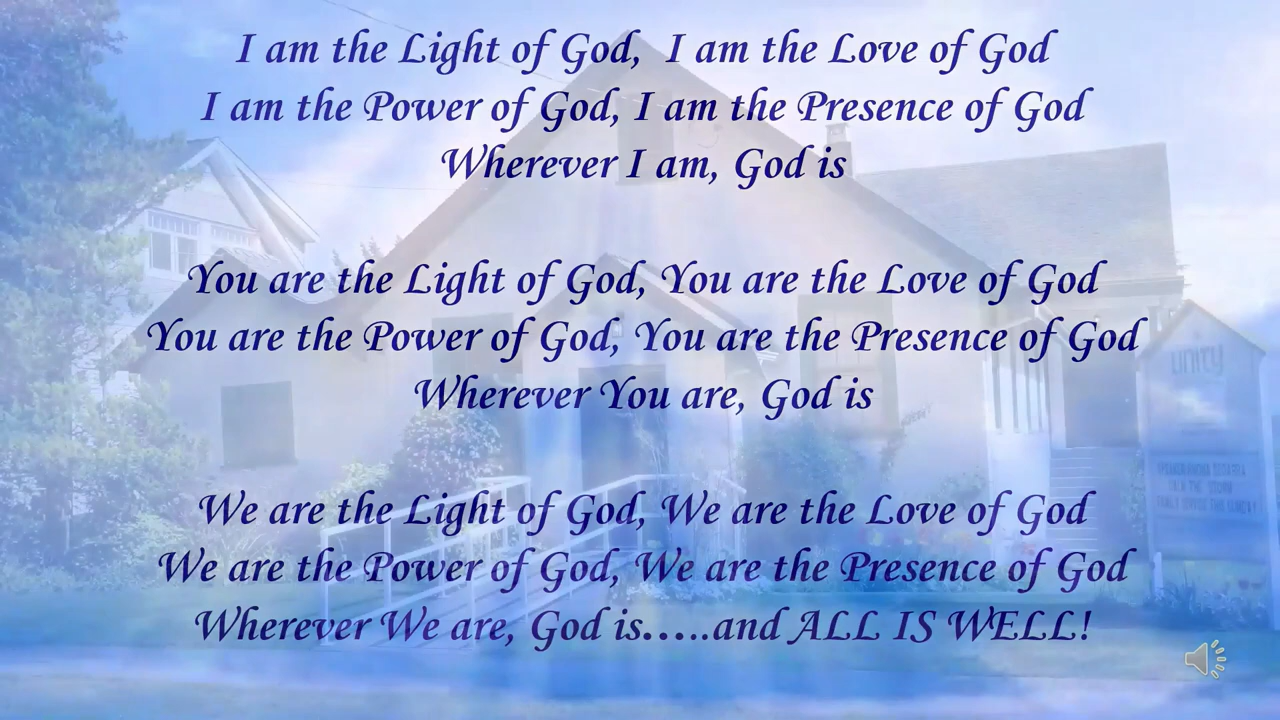 I am the Light of God,  I am the Love of God
I am the Power of God, I am the Presence of God
Wherever I am, God is
You are the Light of God, You are the Love of God
You are the Power of God, You are the Presence of God
Wherever You are, God is
We are the Light of God, We are the Love of God
We are the Power of God, We are the Presence of God
Wherever We are, God is.....and ALL IS WELL!
UNITY